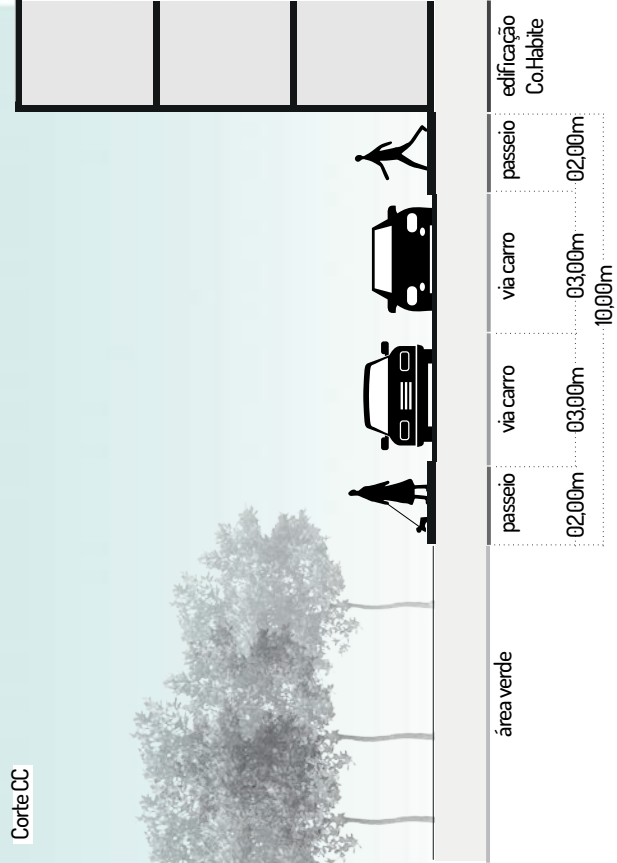 Corte CC
área verde
passeio
via carro
via carro
passeio
edificação
Co.Habite
02,00m
03,00m
03,00m
02,00m
10,00m